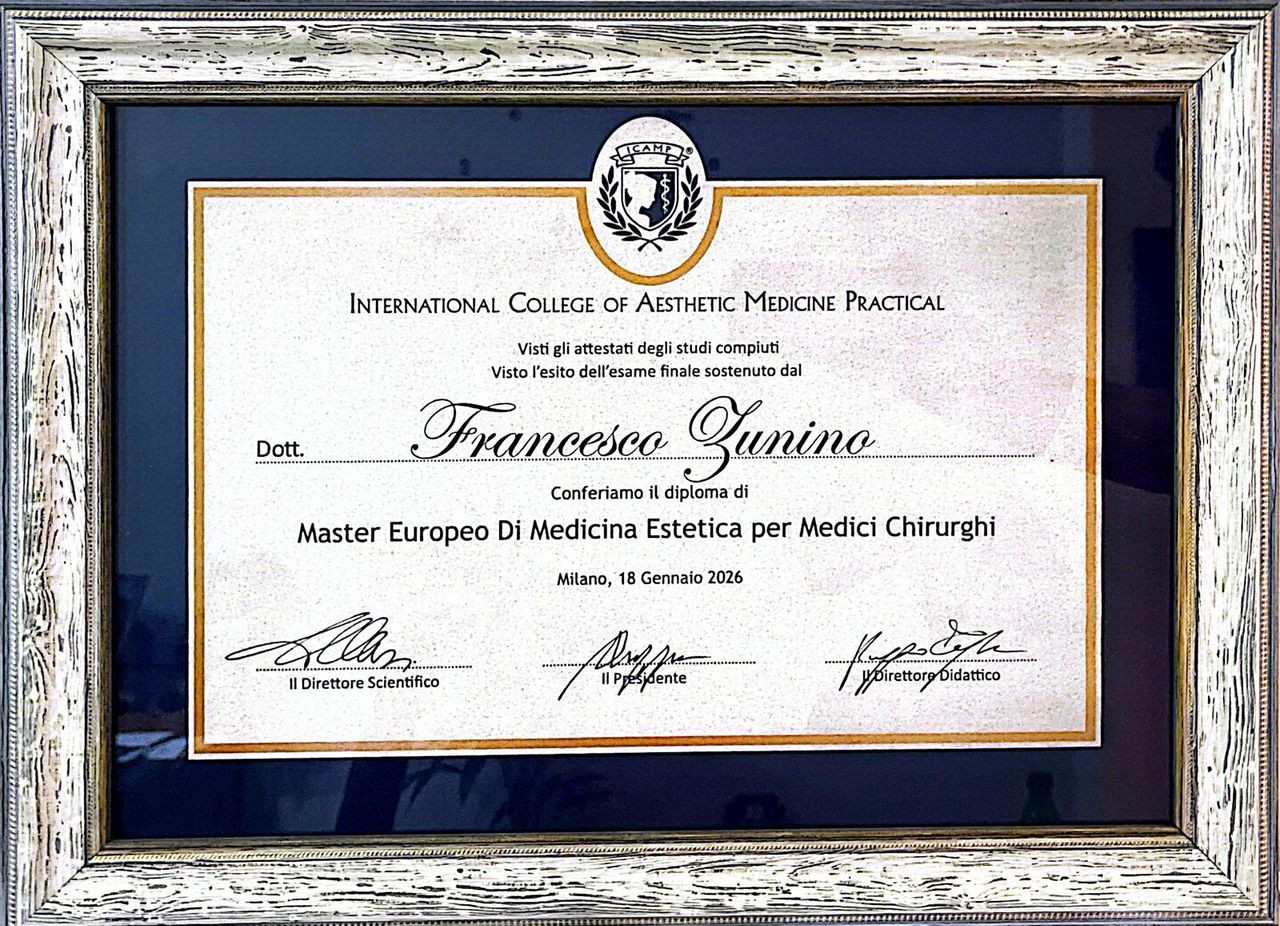 ICAMP ®
INTERNATIONAL COLLEGE OF AESTHETIC MEDICINE PRACTICAL
Visti gli attestati degli studi compiuti
Visto l'esito dell'esame finale sostenuto dal
Dott. Francesco Zunino
Conferiamo il diploma di
Master Europeo Di Medicina Estetica per Medici Chirurghi
Milano, 18 Gennaio 2026
Il Direttore Scientifico Il Presidente Il Direttore Didattico